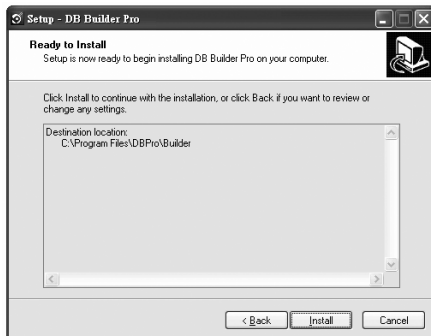 Setup - DB Builder Pro
Ready to Install
Setup is now ready to begin installing DB Builder Pro on your computer.
Click Install to continue with the installation, or click Back if you want to review or
change any settings.
Destination location:
C:\Program Files\DBPro\Builder
< Back Install Cancel